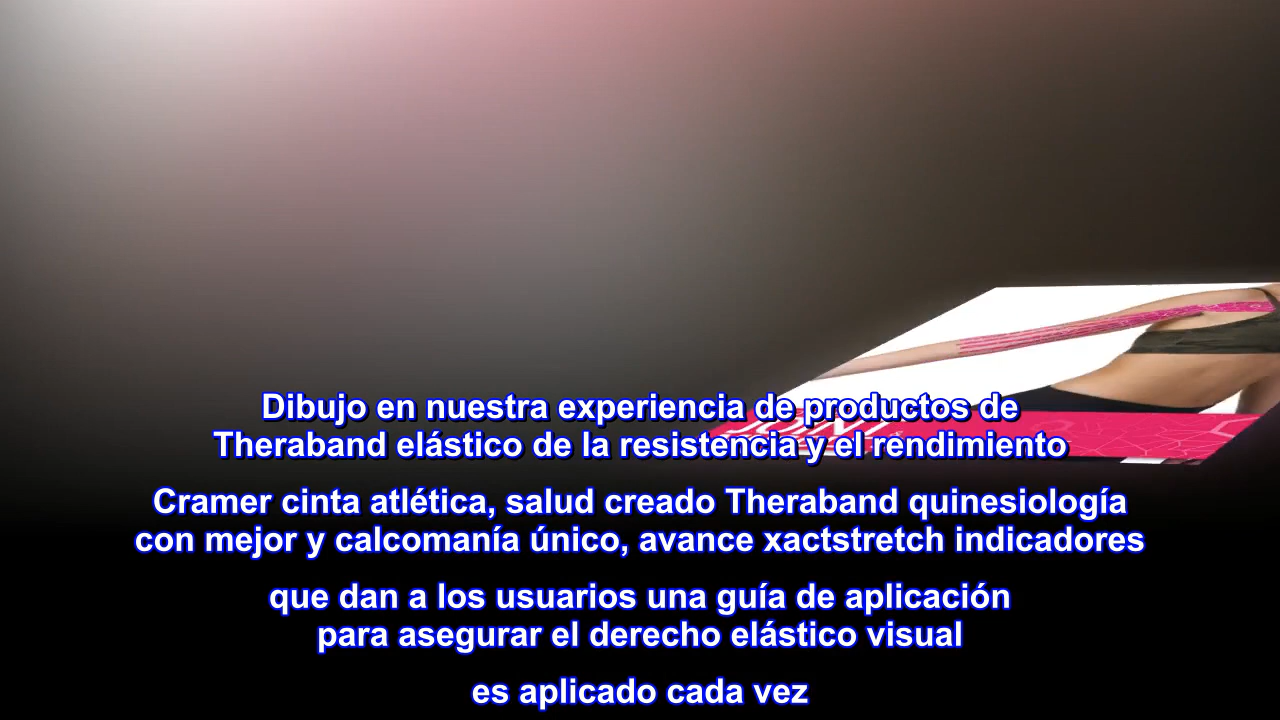 Dibujo en nuestra experiencia de productos de
Theraband elástico de la resistencia y el rendimiento
Cramer cinta atlética, salud creado Theraband quinesiología
con mejor y calcomanía único, avance xactstretch indicadores
que dan a los usuarios una guía de aplicación
para asegurar el derecho elástico visual
es aplicado cada vez